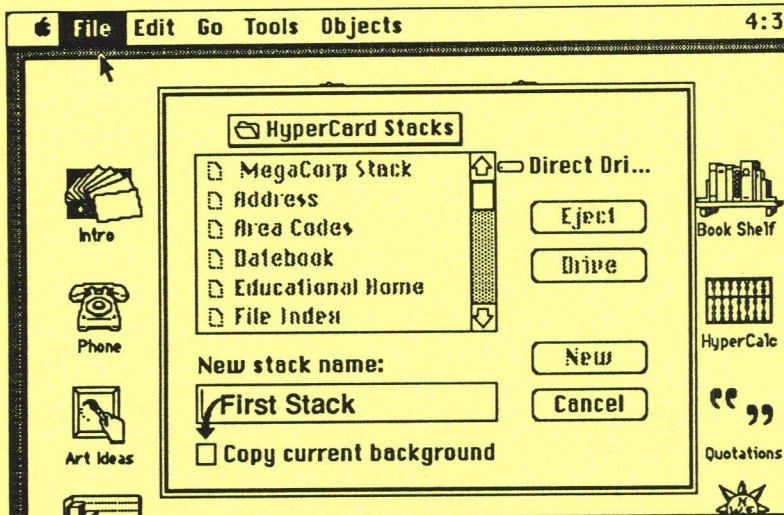 File Edit Go Tools Objects 4:3
HyperCard Stacks
MegaCorp Stack
Address
Area Codes
Datebook
Educational Home
File Index
Direct Dri...
Eject
Drive
New stack name:
First Stack
New
Cancel
Copy current background
Intro
Phone
Art Ideas
Book Shelf
HyperCalc
Quotations
N
W S E